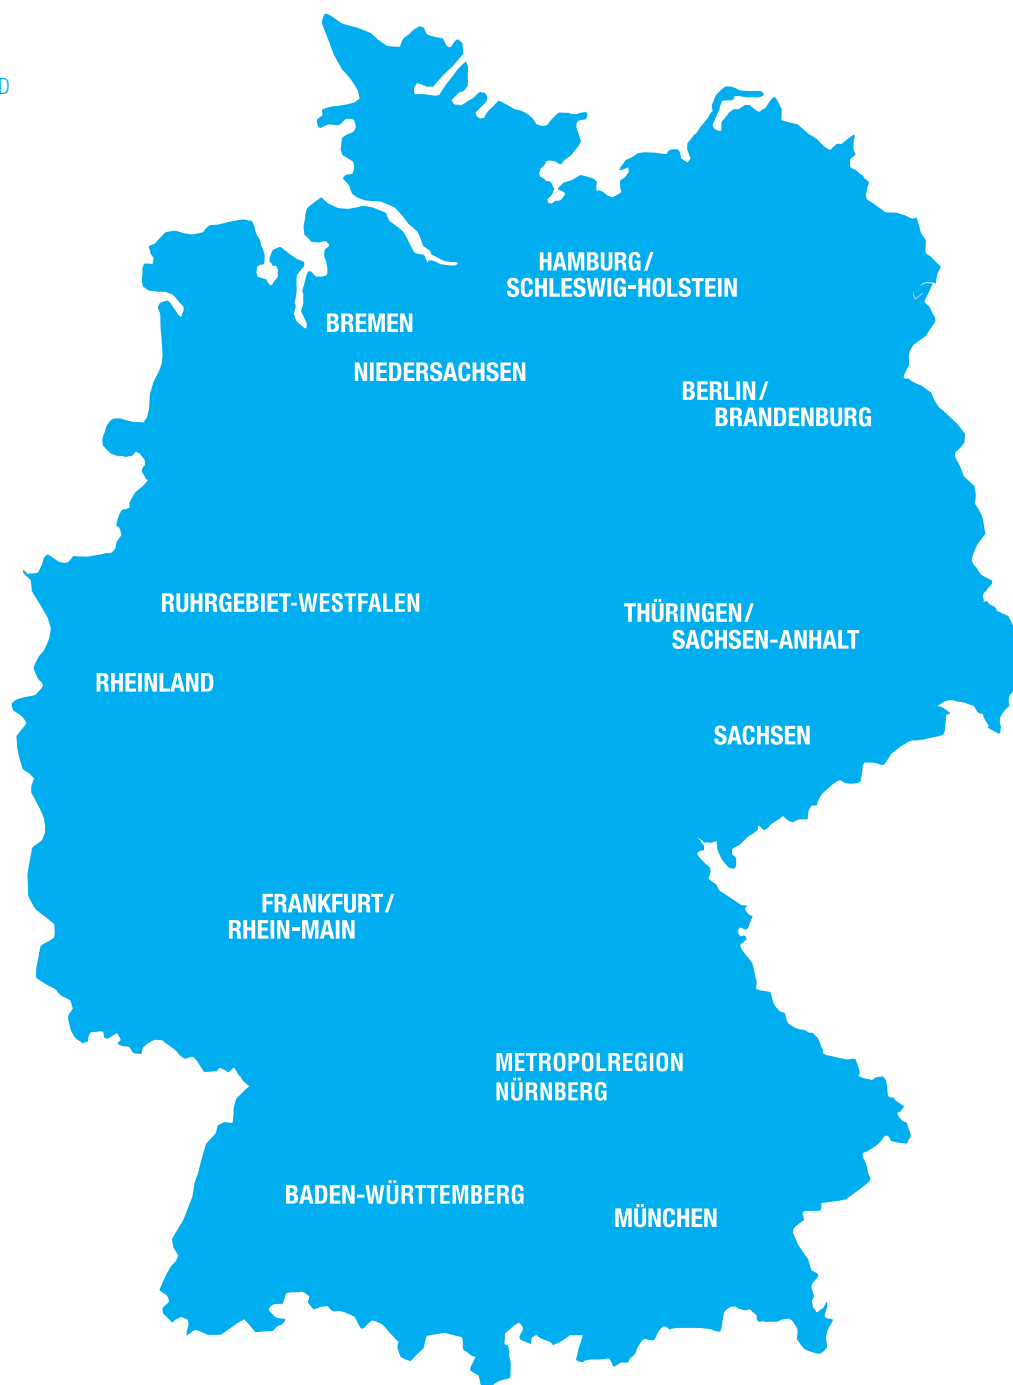 D
HAMBURG/
SCHLESWIG-HOLSTEIN
BREMEN
NIEDERSACHSEN
BERLIN/
BRANDENBURG
RUHRGEBIET-WESTFALEN
THÜRINGEN/
SACHSEN-ANHALT
RHEINLAND
SACHSEN
FRANKFURT/
RHEIN-MAIN
METROPOLREGION
NÜRNBERG
BADEN-WÜRTTEMBERG
MÜNCHEN